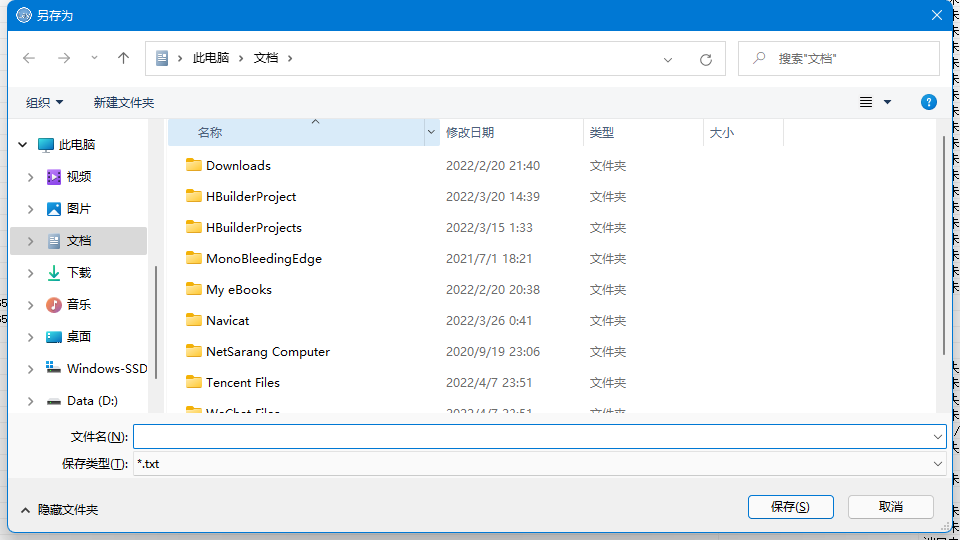 另存为
此电脑 文档
搜索"文档"
组织 新建文件夹
名称 修改日期 类型 大小
此电脑
视频
图片
文档
下载
音乐
桌面
Windows-SSD
Data (D:)
Downloads 2022/2/20 21:40 文件夹
HBuilderProject 2022/3/20 14:39 文件夹
HBuilderProjects 2022/3/15 1:33 文件夹
MonoBleedingEdge 2021/7/1 18:21 文件夹
My eBooks 2022/2/20 20:38 文件夹
Navicat 2022/3/26 0:41 文件夹
NetSarang Computer 2020/9/19 23:06 文件夹
Tencent Files 2022/4/7 23:51 文件夹
WeChat Files 2022/4/7 22:51 文件夹
文件名(N):
保存类型(T): *.txt
隐藏文件夹
保存(S) 取消